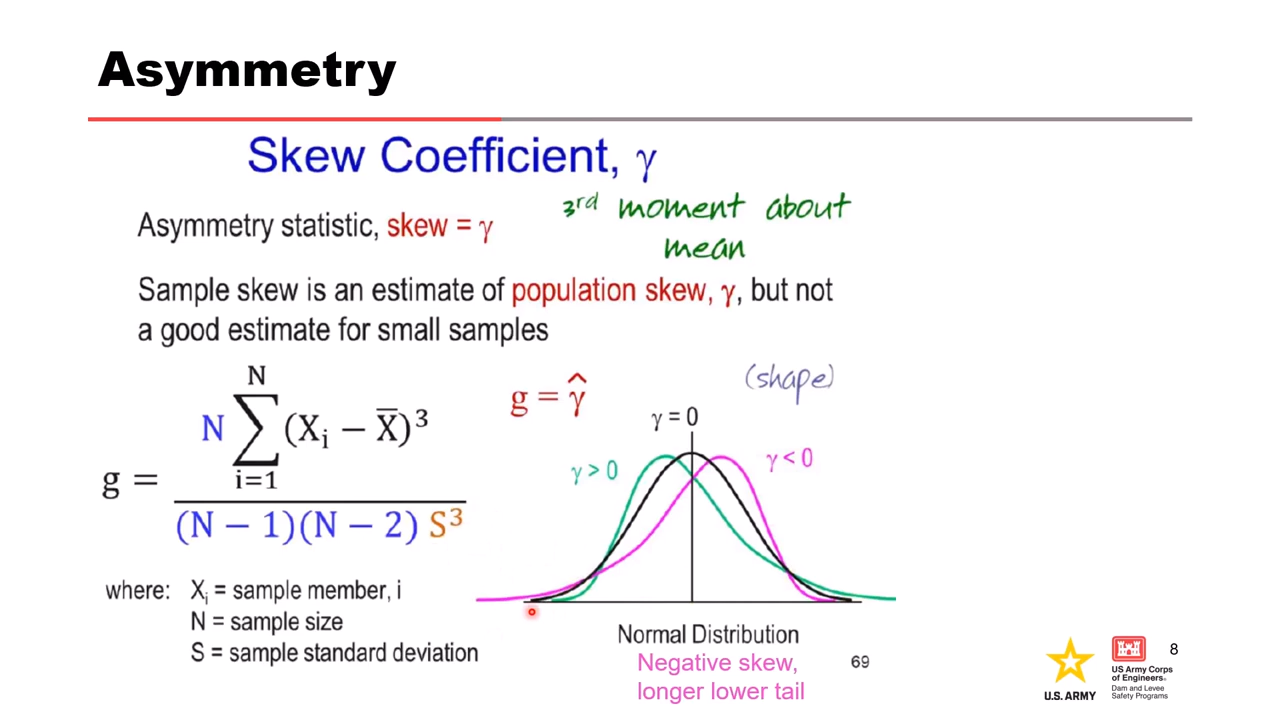 Asymmetry
Skew Coefficient, γ
Asymmetry statistic, skew = γ
3rd moment about
mean
Sample skew is an estimate of population skew, γ, but not
a good estimate for small samples
g = N ∑ i=1 N (Xi − X̅)³ / (N − 1)(N − 2) S³
g = γ̂
(shape)
γ = 0
γ > 0
γ < 0
where: Xi = sample member, i
N = sample size
S = sample standard deviation
Normal Distribution
Negative skew,
longer lower tail
69
8
U.S. ARMY
US Army Corps
of Engineers®
Dam and Levee
Safety Programs